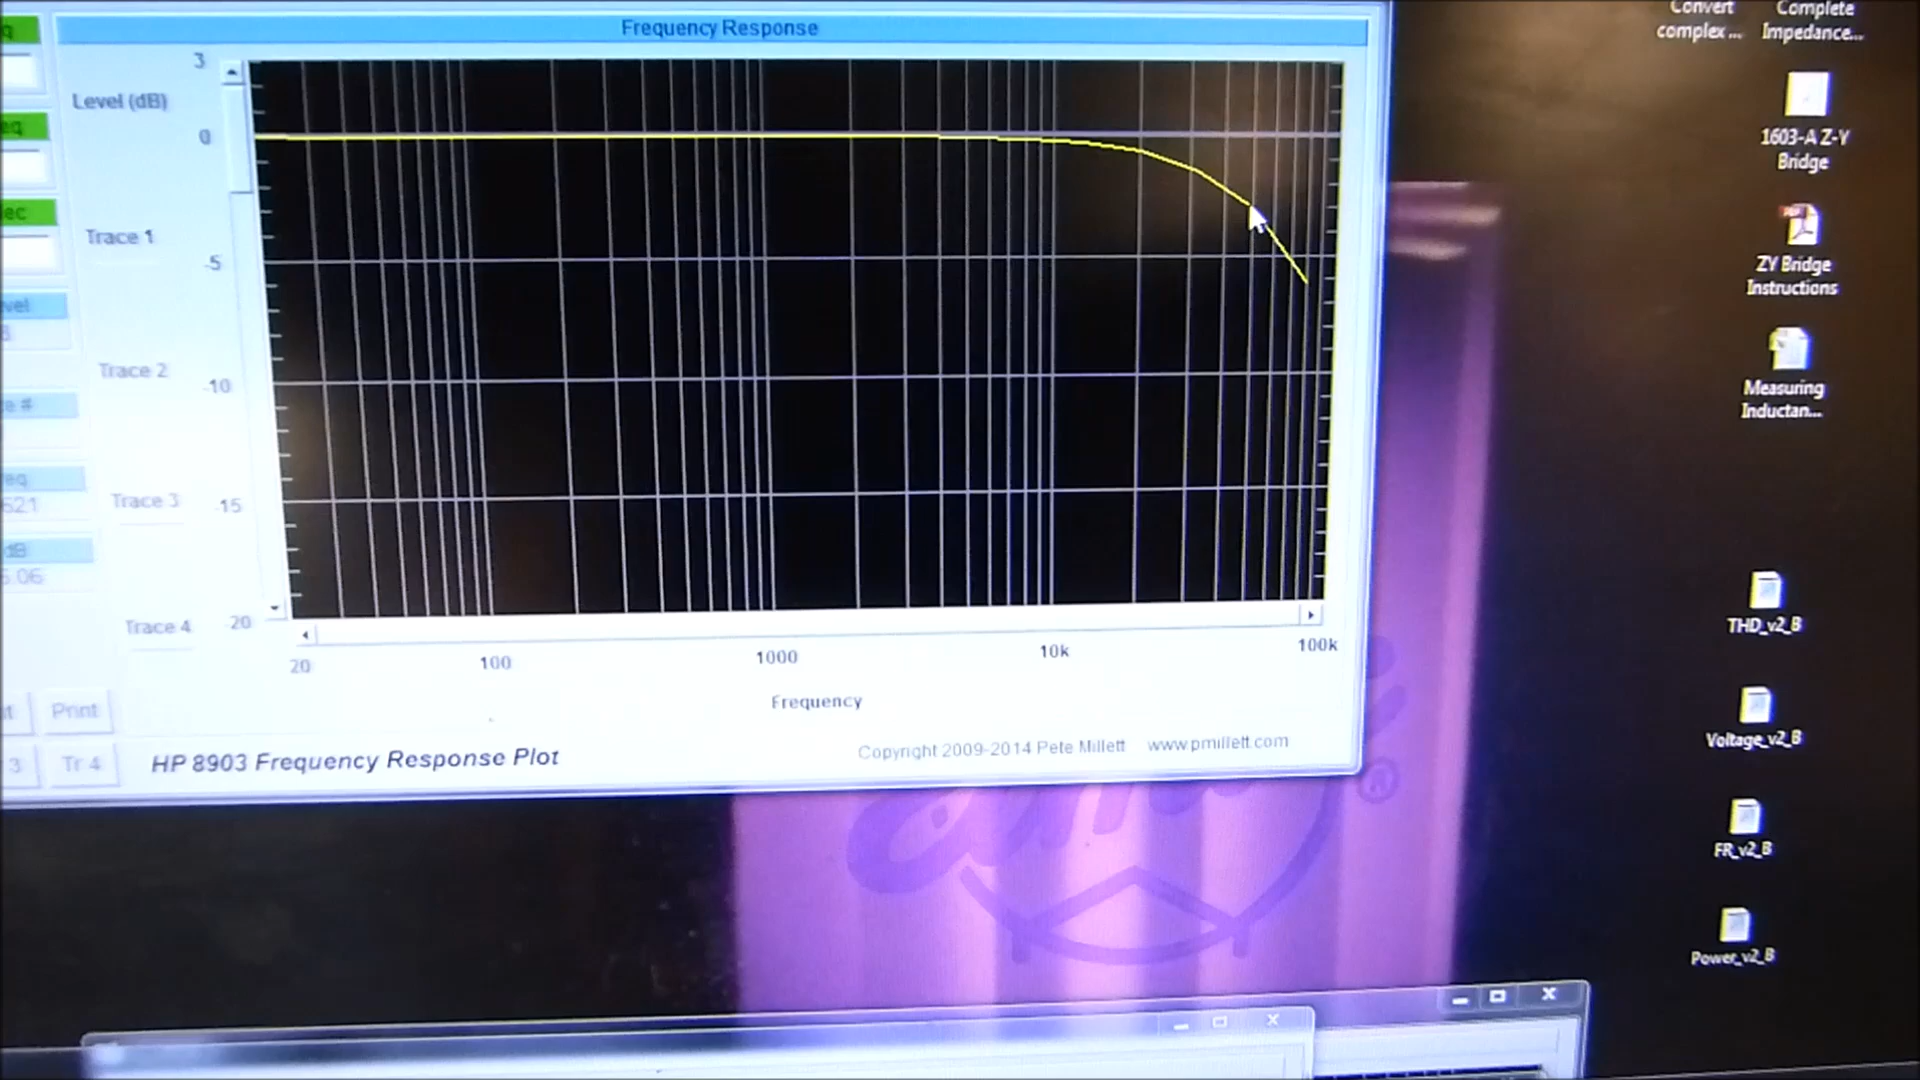 Frequency Response
Level (dB)
3
0
-5
-10
-15
-20
Trace 1
Trace 2
Trace 3
Trace 4
20
100
1000
10k
100k
Frequency
Print
3
Tr 4
HP 8903 Frequency Response Plot
Copyright 2009-2014 Pete Millett
www.pmillett.com
Convert
complex ...
Complete
Impedance...
1603-A Z-Y
Bridge
ZY Bridge
Instructions
Measuring
Inductan...
THD_v2_B
Voltage_v2_B
FR_v2_B
Power_v2_B